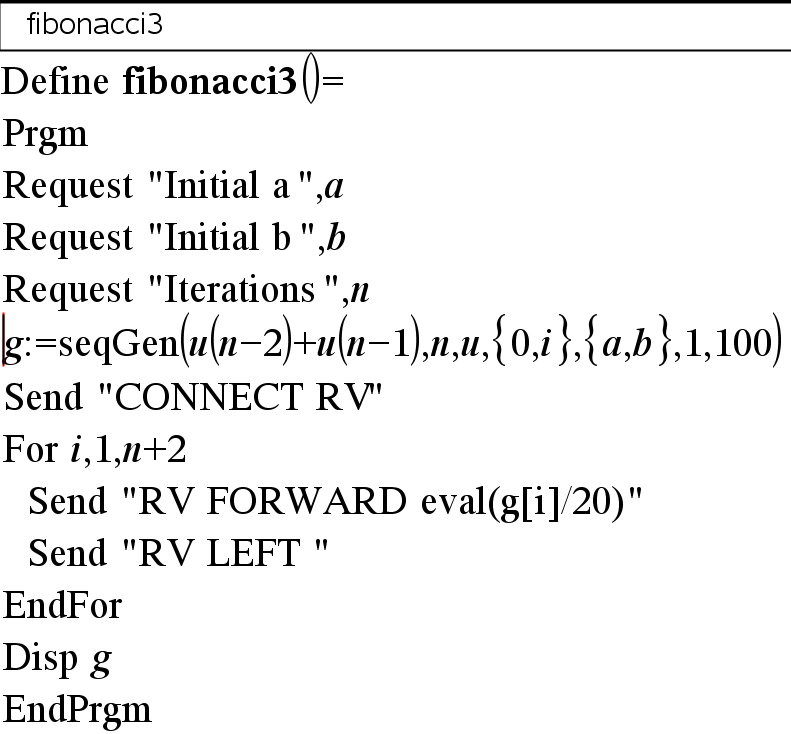 fibonacci3
Define fibonacci3()=
Prgm
Request "Initial a ",a
Request "Initial b ",b
Request "Iterations ",n
g:=seqGen(u(n−2)+u(n−1),n,u,{0,i},{a,b},1,100)
Send "CONNECT RV"
For i,1,n+2
  Send "RV FORWARD eval(g[i]/20)"
  Send "RV LEFT "
EndFor
Disp g
EndPrgm